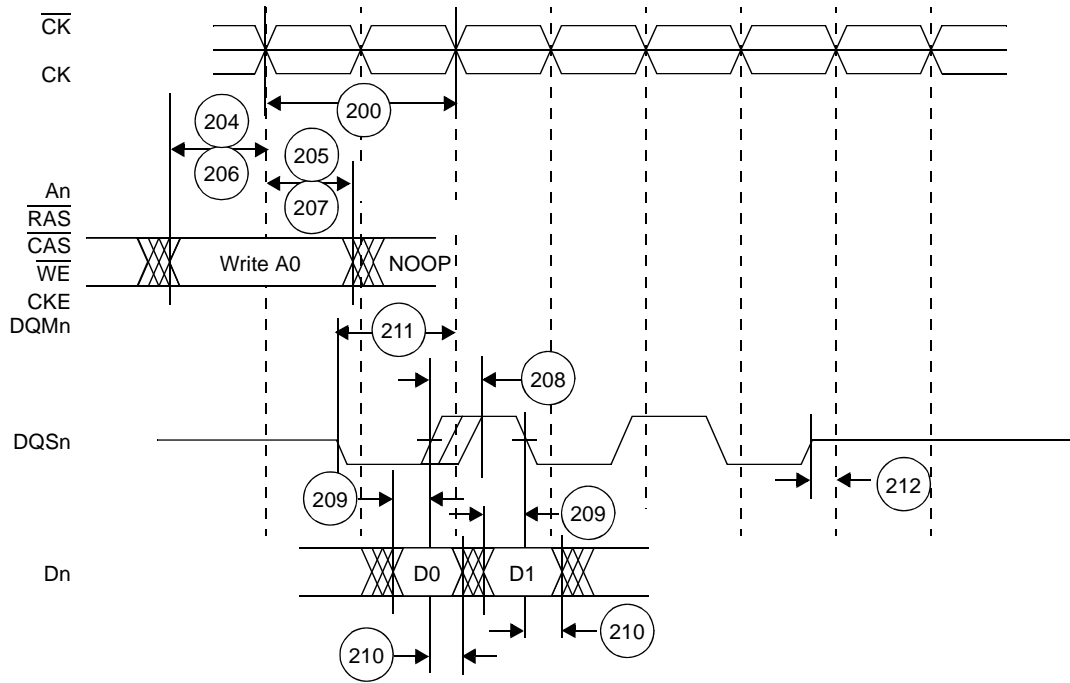 CK
CK
200
204
205
206
207
An
RAS
CAS
WE
CKE
DQMn
Write A0
NOOP
211
208
DQSn
209
209
212
Dn
D0
D1
210
210